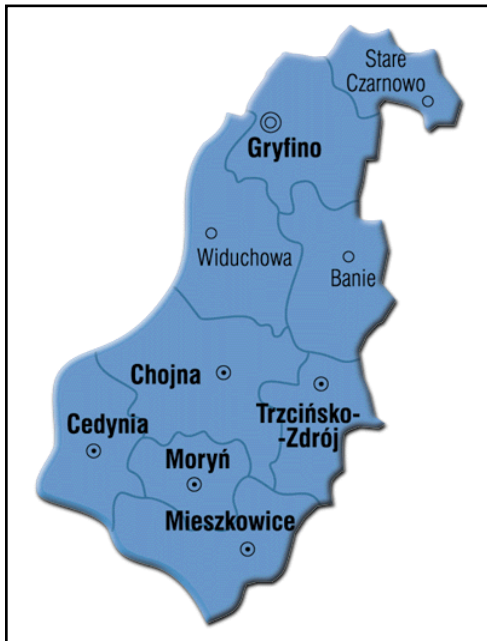 Stare
Czarnowo
Gryfino
Widuchowa
Banie
Chojna
Trzcińsko-
-Zdrój
Cedynia
Moryń
Mieszkowice